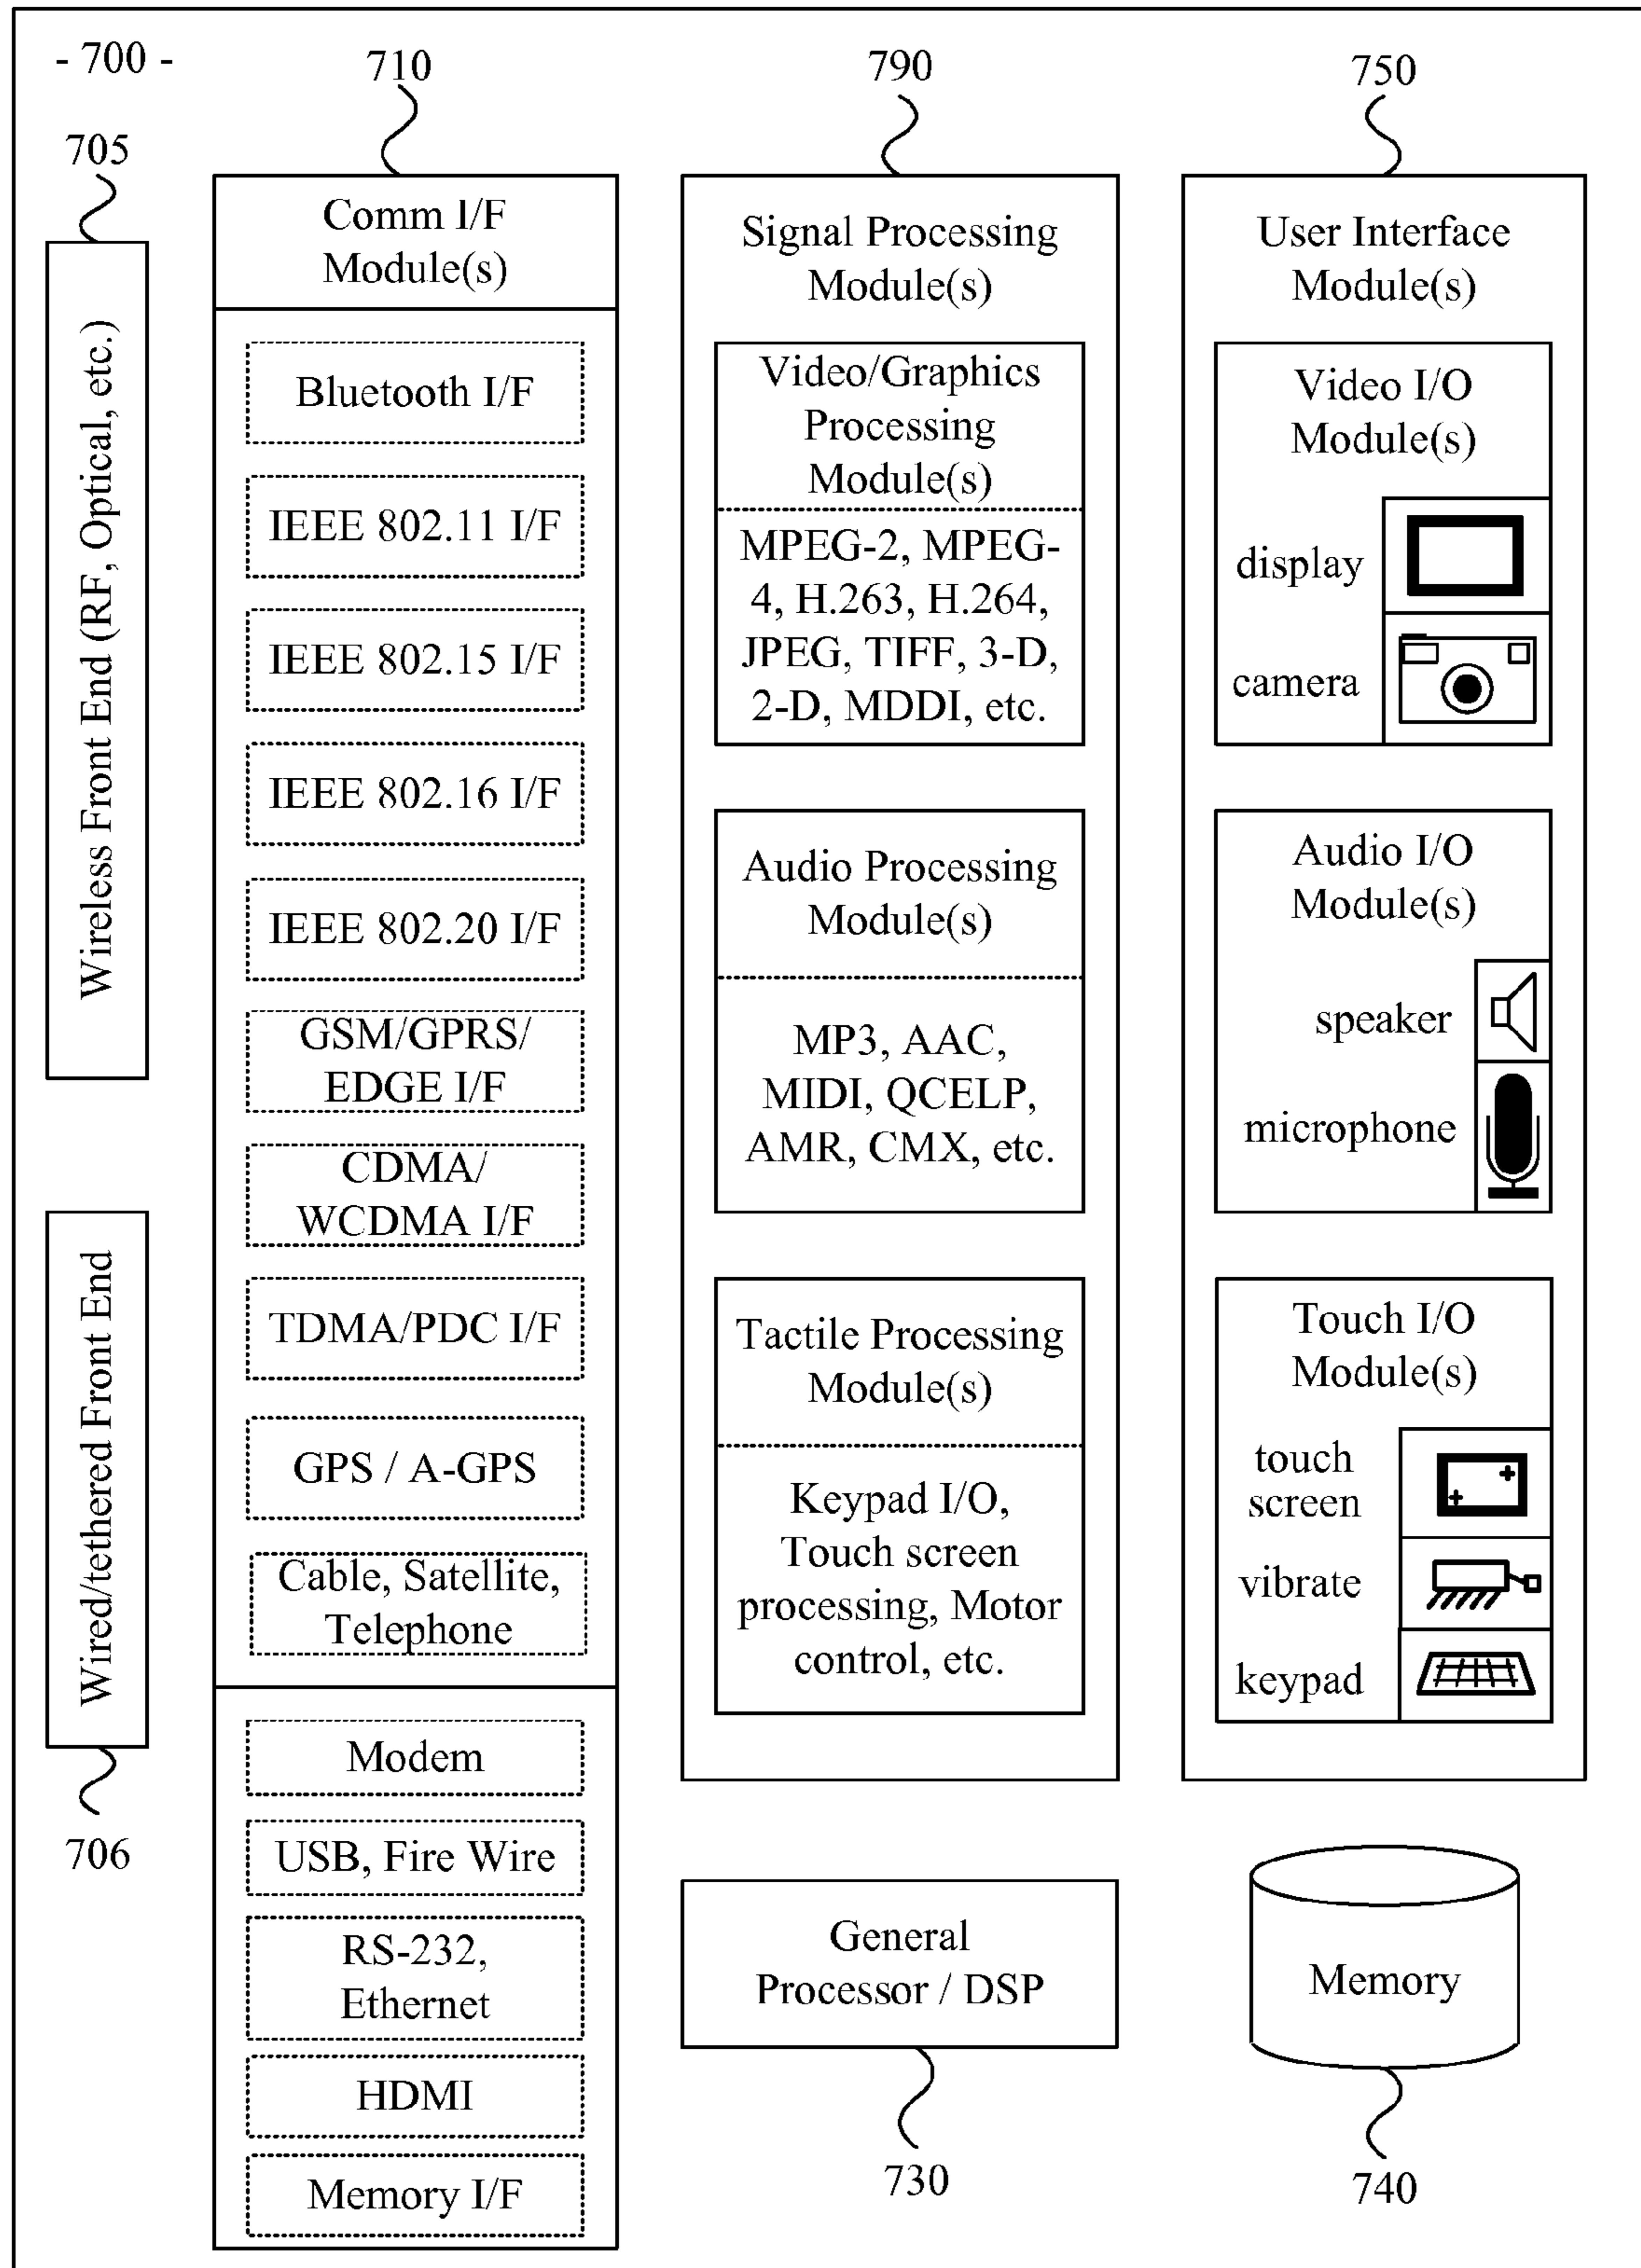 - 700 -
705
Wireless Front End (RF, Optical, etc.)
Wired/tethered Front End
706
710
Comm I/F
Module(s)
Bluetooth I/F
IEEE 802.11 I/F
IEEE 802.15 I/F
IEEE 802.16 I/F
IEEE 802.20 I/F
GSM/GPRS/
EDGE I/F
CDMA/
WCDMA I/F
TDMA/PDC I/F
GPS / A-GPS
Cable, Satellite,
Telephone
Modem
USB, Fire Wire
RS-232,
Ethernet
HDMI
Memory I/F
790
Signal Processing
Module(s)
Video/Graphics
Processing
Module(s)
MPEG-2, MPEG-
4, H.263, H.264,
JPEG, TIFF, 3-D,
2-D, MDDI, etc.
Audio Processing
Module(s)
MP3, AAC,
MIDI, QCELP,
AMR, CMX, etc.
Tactile Processing
Module(s)
Keypad I/O,
Touch screen
processing, Motor
control, etc.
General
Processor / DSP
730
750
User Interface
Module(s)
Video I/O
Module(s)
display
camera
Audio I/O
Module(s)
speaker
microphone
Touch I/O
Module(s)
touch
screen
vibrate
keypad
Memory
740